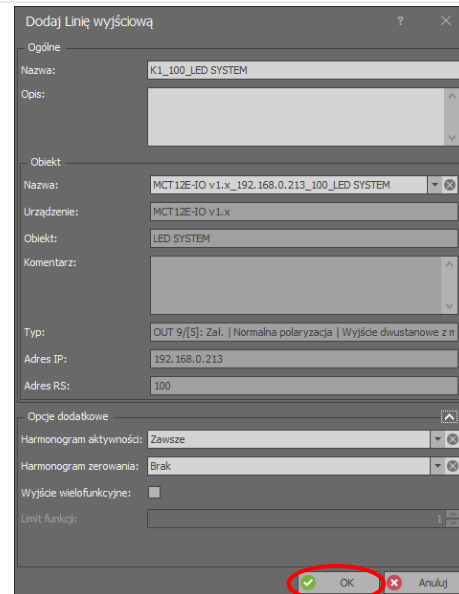 Dodaj Linię wyjściową ?
Ogólne
Nazwa: K1_100_LED SYSTEM
Opis:
Obiekt
Nazwa: MCT12E-IO v1.x_192.168.0.213_100_LED SYSTEM
Urządzenie: MCT12E-IO v1.x
Obiekt: LED SYSTEM
Komentarz:
Typ: OUT 9/[5]: Zał. | Normalna polaryzacja | Wyjście dwustanowe z
Adres IP: 192.168.0.213
Adres RS: 100
Opcje dodatkowe
Harmonogram aktywności: Zawsze
Harmonogram zerowania: Brak
Wyjście wielofunkcyjne:
Limit funkcji: 1
OK Anuluj